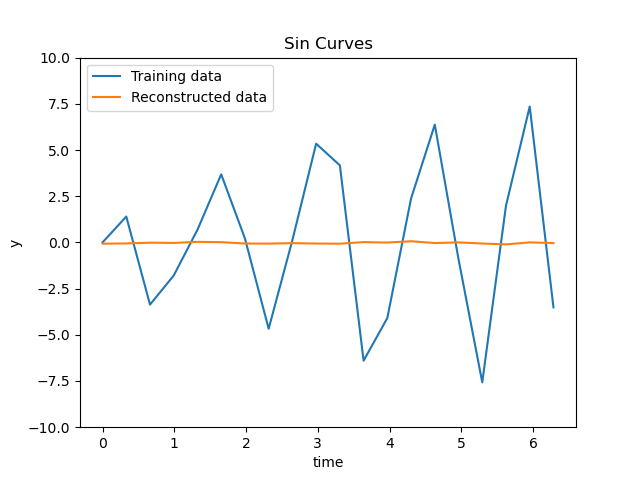 Sin Curves
Training data
Reconstructed data
10.0
7.5
5.0
2.5
0.0
−2.5
−5.0
−7.5
−10.0
y
0 1 2 3 4 5 6
time